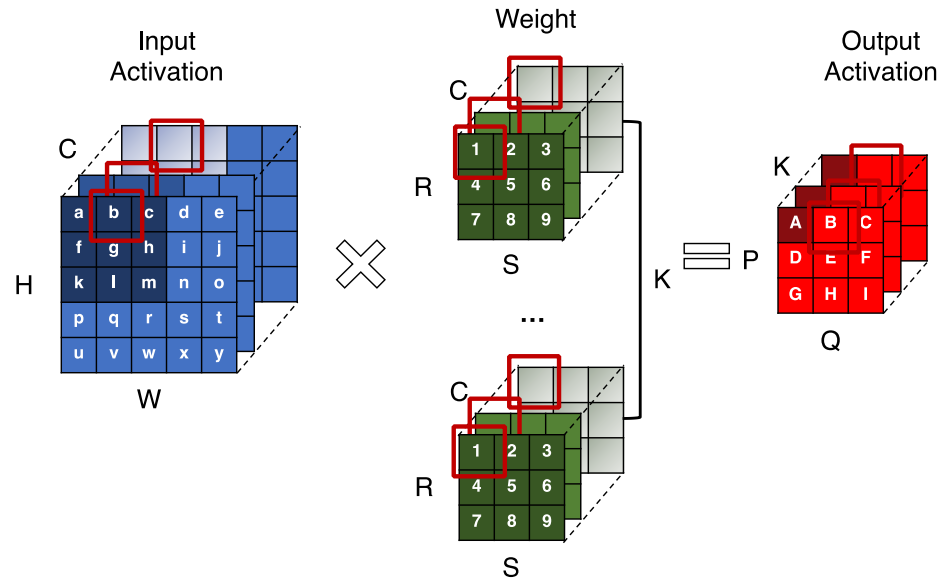 Input
Activation
Weight
Output
Activation
C
a b c d e
f g h i j
k l m n o
p q r s t
u v w x y
H
W
C
R
1 2 3
4 5 6
7 8 9
S
...
C
R
1 2 3
4 5 6
7 8 9
S
K
K
P
A B C
D E F
G H I
Q